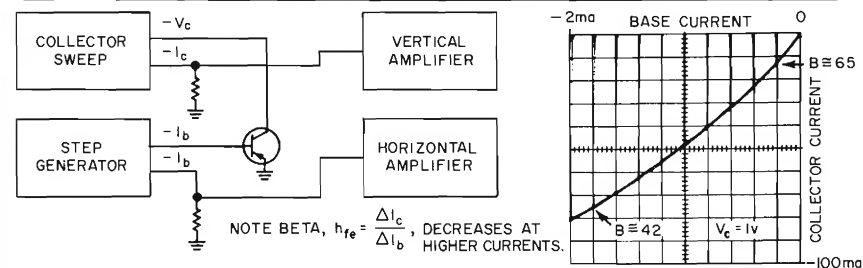 COLLECTOR
SWEEP
-Vc
-Ic
VERTICAL
AMPLIFIER
STEP
GENERATOR
-Ib
-Ib
HORIZONTAL
AMPLIFIER
NOTE BETA, hfe = ΔIc / ΔIb, DECREASES AT
HIGHER CURRENTS.
-2ma BASE CURRENT 0
B≅65
COLLECTOR CURRENT
B≅42
Vc = 1v
-100ma